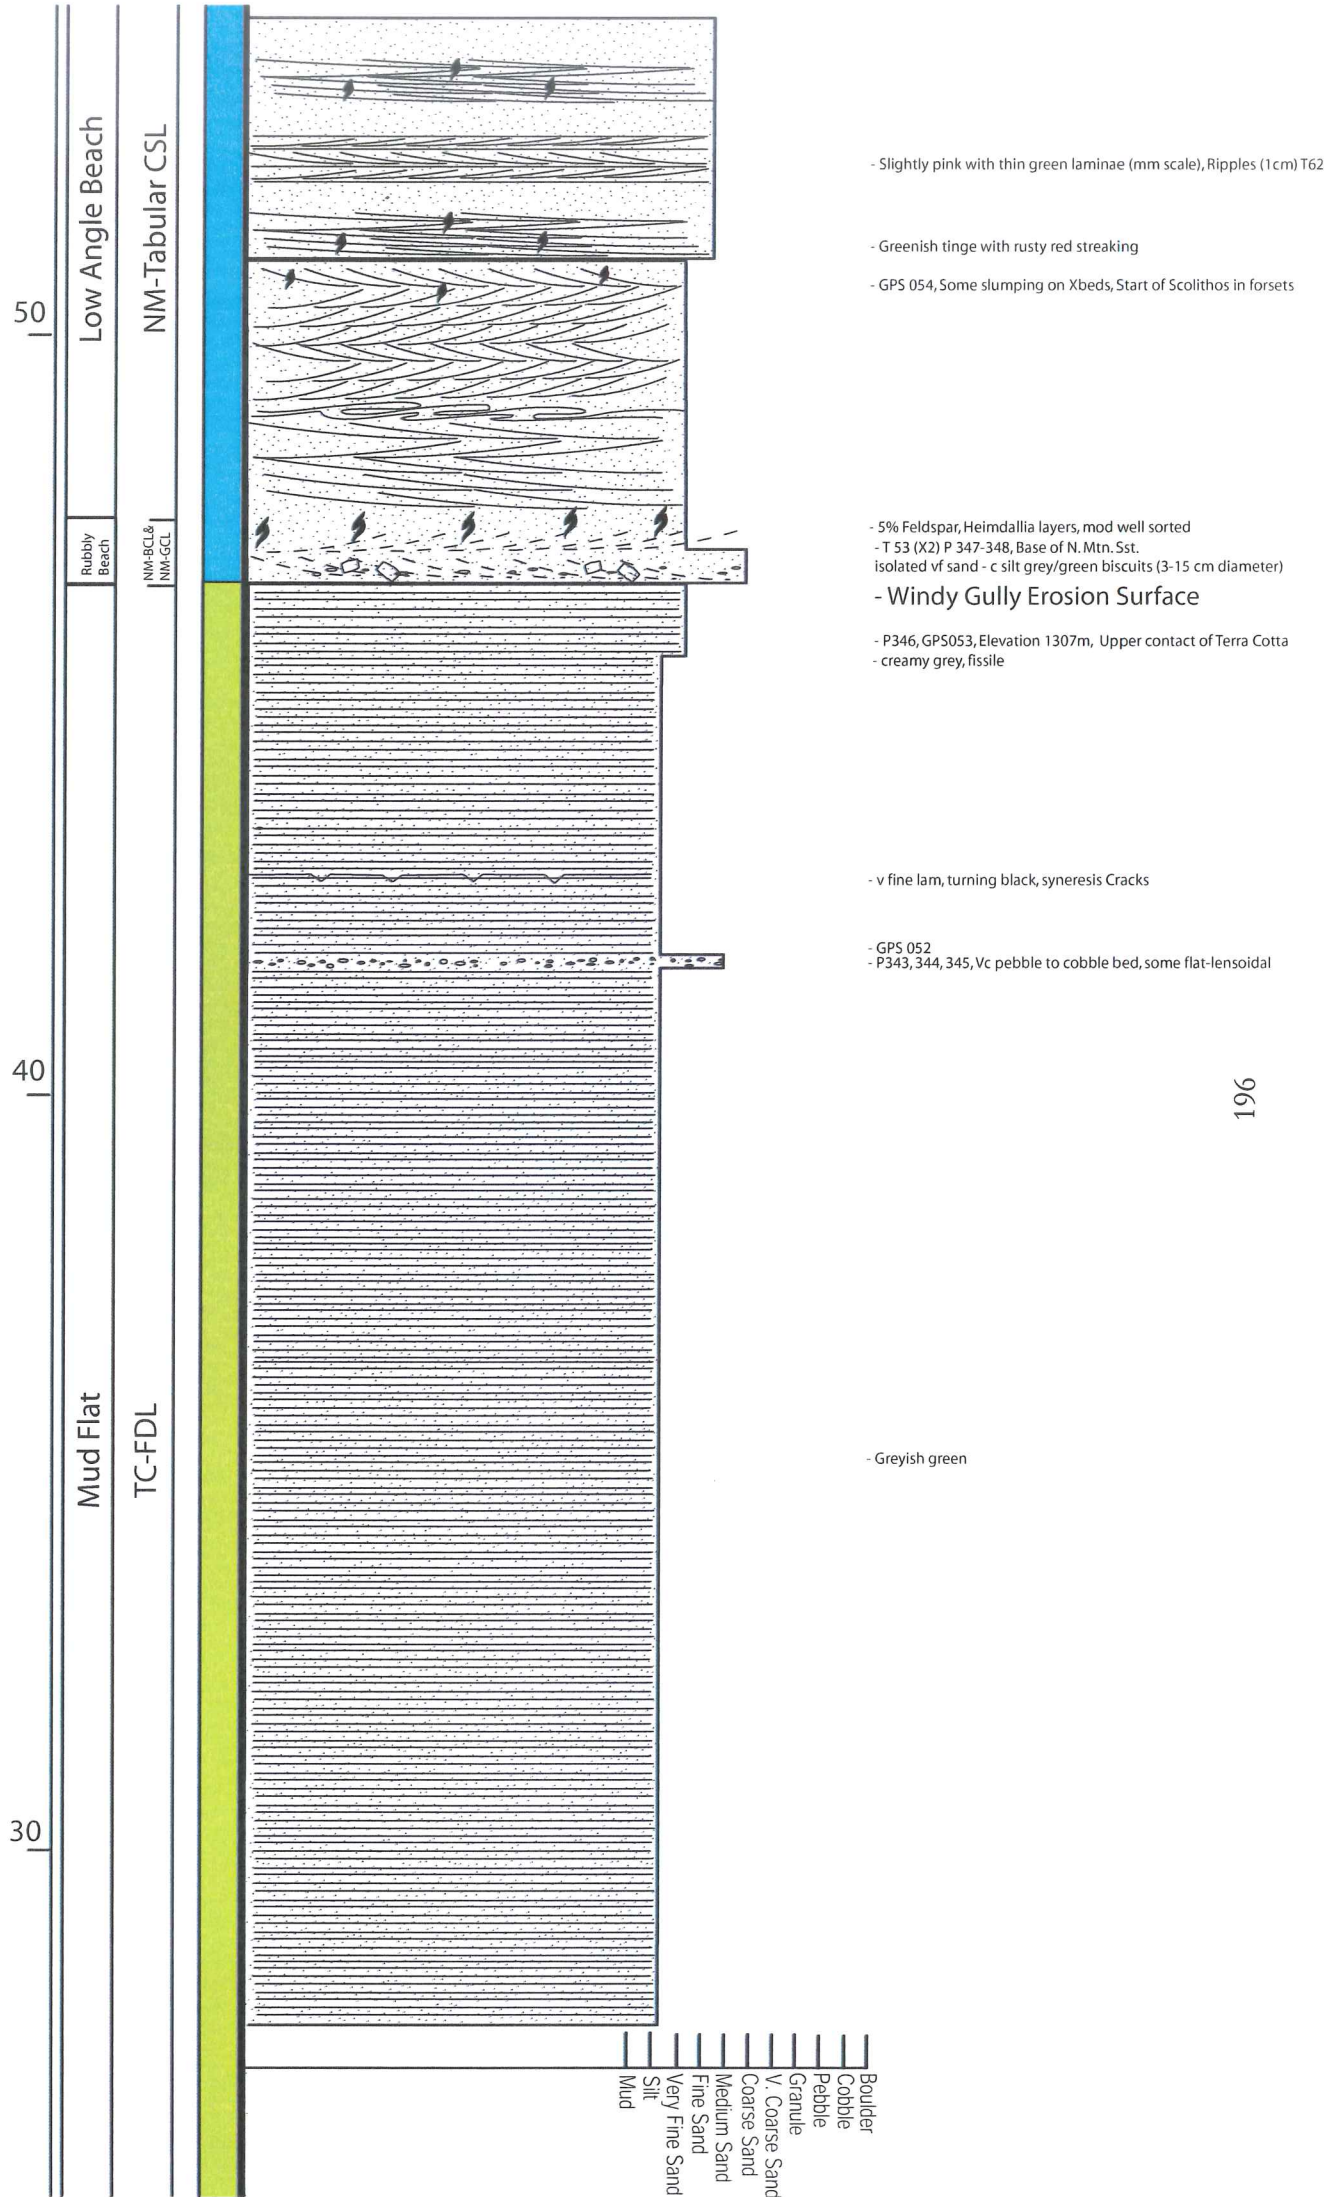 Low Angle Beach
NM-Tabular CSL
- Slightly pink with thin green laminae (mm scale), Ripples (1cm) T62
- Greenish tinge with rusty red streaking
- GPS 054, Some slumping on Xbeds, Start of Scolithos in forsets
50
Rubbly
Beach
NM-BCL&
NM-GCL
- 5% Feldspar, Heimdallia layers, mod well sorted
- T 53 (X2) P 347-348, Base of N. Mtn. Sst.
isolated vf sand - c silt grey/green biscuits (3-15 cm diameter)
- Windy Gully Erosion Surface
- P346, GPS053, Elevation 1307m, Upper contact of Terra Cotta
- creamy grey, fissile
- v fine lam, turning black, syneresis Cracks
- GPS 052
- P343, 344, 345, Vc pebble to cobble bed, some flat-lensoidal
40
196
Mud Flat
TC-FDL
- Greyish green
30
Mud
Silt
Very Fine Sand
Fine Sand
Medium Sand
Coarse Sand
V. Coarse Sand
Granule
Pebble
Cobble
Boulder